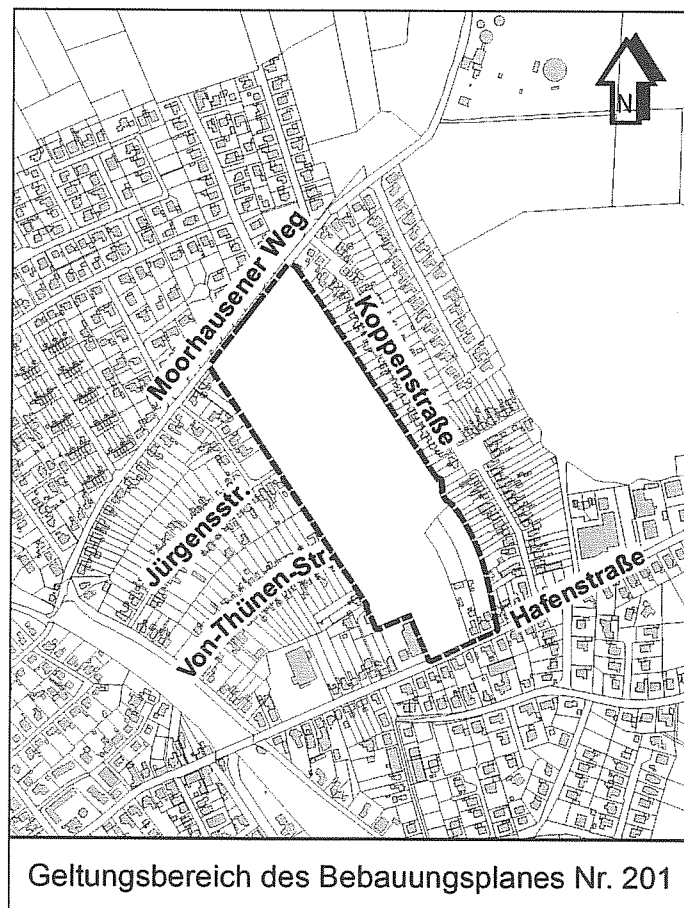 N
Moorhausener Weg
Koppenstraße
Jürgensstr.
Von-Thünen-Str.
Hafenstraße
Geltungsbereich des Bebauungsplanes Nr. 201